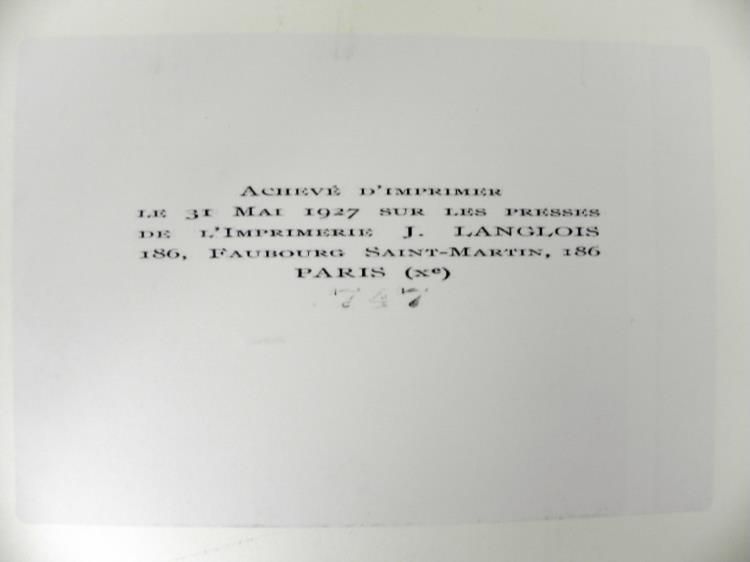 ACHEVÉ D'IMPRIMER
LE 31 MAI 1927 SUR LES PRESSES
DE L'IMPRIMERIE J. LANGLOIS
186, FAUBOURG SAINT-MARTIN, 186
PARIS (Xe)